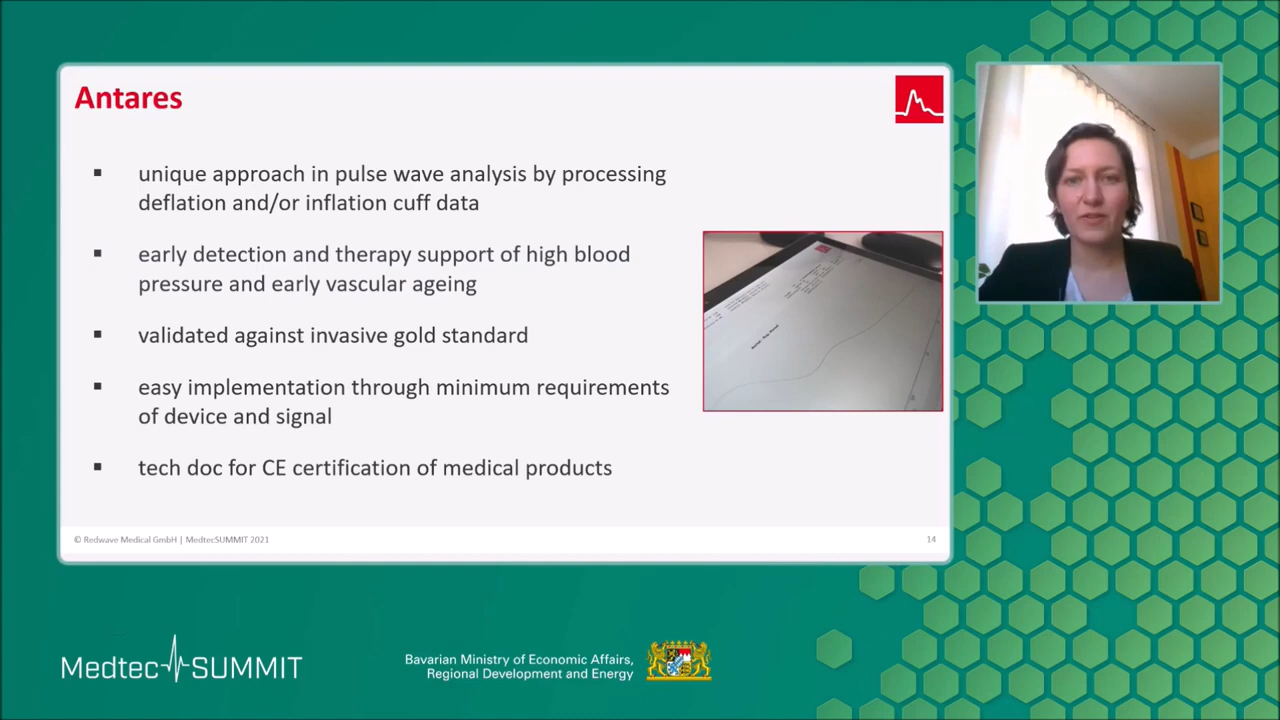 Antares
▪ unique approach in pulse wave analysis by processing
deflation and/or inflation cuff data
▪ early detection and therapy support of high blood
pressure and early vascular ageing
▪ validated against invasive gold standard
▪ easy implementation through minimum requirements
of device and signal
▪ tech doc for CE certification of medical products
© Redwave Medical GmbH | MedtecSUMMIT 2021
14
Medtec SUMMIT
Bavarian Ministry of Economic Affairs,
Regional Development and Energy